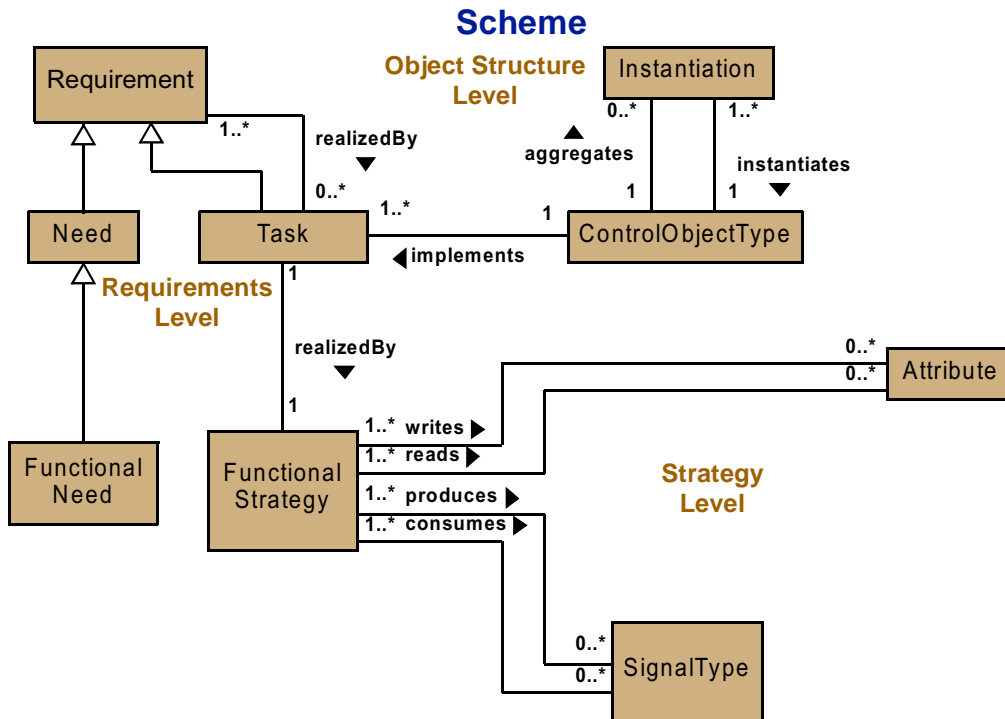 Scheme
Requirement
Object Structure
Level
Instantiation
1..*
realizedBy
0..*
0..*
1..*
aggregates
instantiates
1
1
Need
Task
1..*
1
ControlObjectType
implements
1
Requirements
Level
realizedBy
1
0..*
0..*
Attribute
1..* writes
1..* reads
Functional
Need
Functional
Strategy
1..* produces
1..* consumes
Strategy
Level
0..*
0..*
SignalType